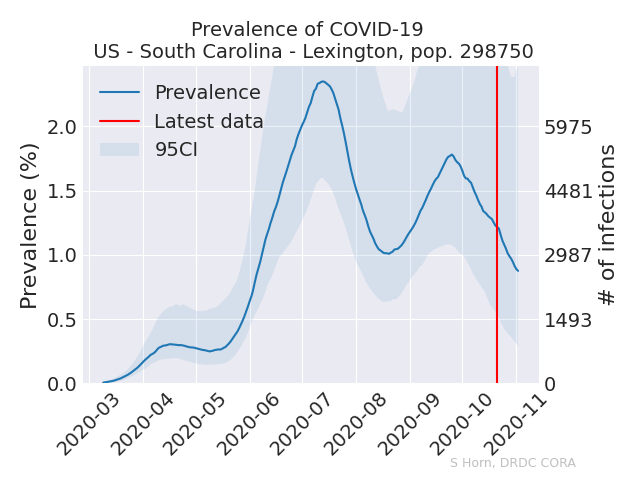 Prevalence of COVID-19
US - South Carolina - Lexington, pop. 298750
Prevalence
Latest data
95CI
Prevalence (%)
2.0
1.5
1.0
0.5
0.0
5975
4481
2987
1493
0
# of infections
2020-03
2020-04
2020-05
2020-06
2020-07
2020-08
2020-09
2020-10
2020-11
S Horn, DRDC CORA